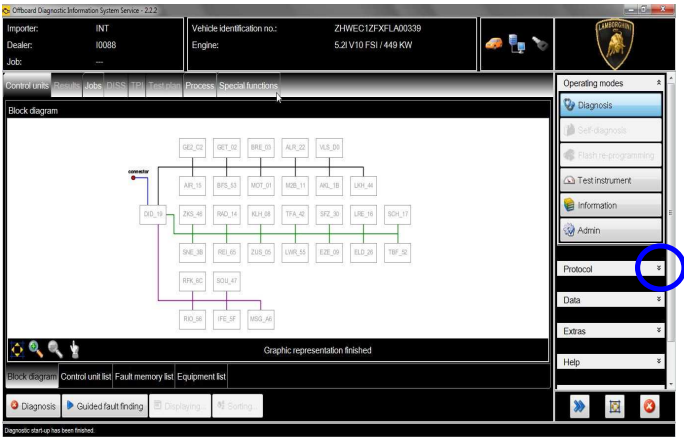 Offboard Diagnostic Information System Service - 2.2.2
Importer: INT
Dealer: I0088
Job: ---
Vehicle identification no.: ZHWEC1ZFXFLA00339
Engine: 5.2l V10 FSI / 449 KW
LAMBORGHINI
Control units Results Jobs DISS TPI Test plan Process Special functions
Block diagram
connector
GE2_C2 GET_02 BRE_03 ALR_22 VLS_D0
AIR_15 BFS_53 MOT_01 M2B_11 AKL_1B LKH_44
DID_19 ZKS_46 RAD_14 KLH_08 TFA_42 SFZ_30 LRE_16 SCH_17
SNE_3B REI_65 ZUS_05 LWR_55 EZE_09 ELD_26 TBF_52
RFK_6C SOU_47
RIO_56 IFE_5F MSG_A6
Graphic representation finished
Block diagram Control unit list Fault memory list Equipment list
Diagnosis Guided fault finding Displaying... Sorting...
Diagnostic start-up has been finished.
Operating modes
Diagnosis
Self-diagnosis
Flash re-programming
Test instrument
Information
Admin
Protocol
Data
Extras
Help